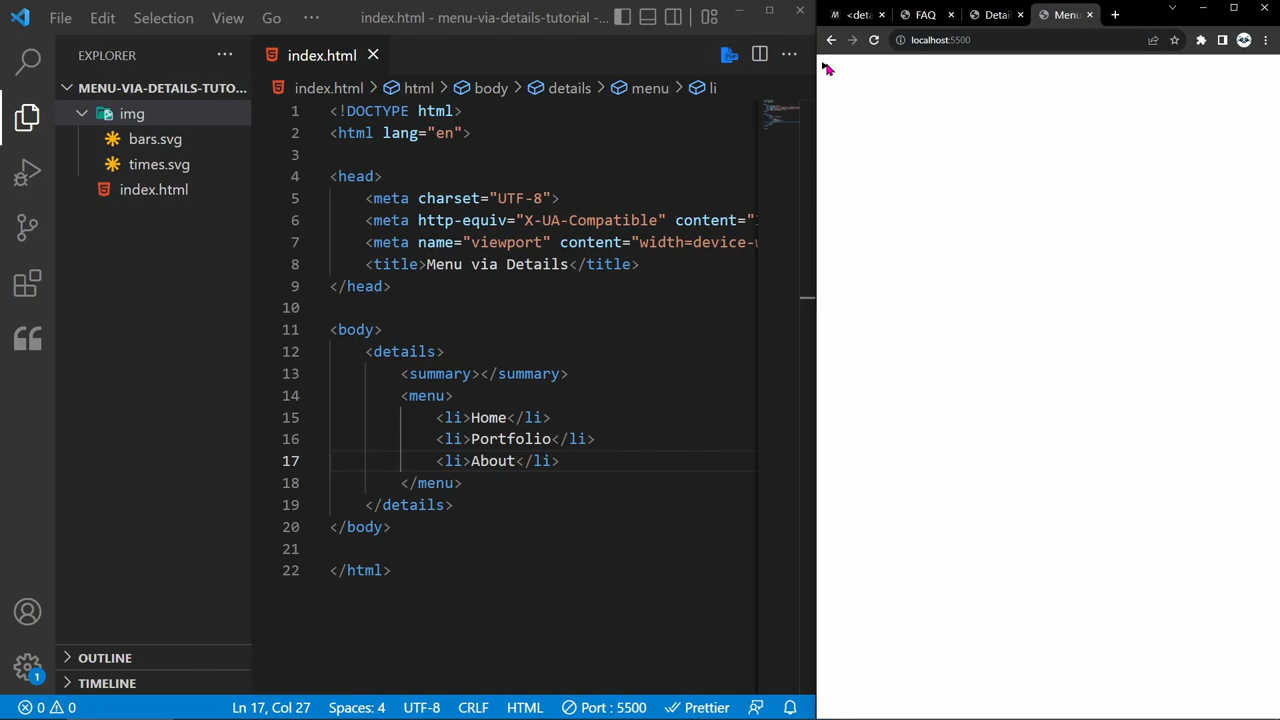 File Edit Selection View Go ··· index.html - menu-via-details-tutorial -...
EXPLORER ···
MENU-VIA-DETAILS-TUTO...
img
bars.svg
times.svg
index.html
OUTLINE
TIMELINE
index.html
index.html > html > body > details > menu > li
1 <!DOCTYPE html>
2 <html lang="en">
3
4 <head>
5 <meta charset="UTF-8">
6 <meta http-equiv="X-UA-Compatible" content="
7 <meta name="viewport" content="width=device-
8 <title>Menu via Details</title>
9 </head>
10
11 <body>
12 <details>
13 <summary></summary>
14 <menu>
15 <li>Home</li>
16 <li>Portfolio</li>
17 <li>About</li>
18 </menu>
19 </details>
20 </body>
21
22 </html>
1
0 0 Ln 17, Col 27 Spaces: 4 UTF-8 CRLF HTML Port : 5500 Prettier
<deta FAQ Detail Menu
localhost:5500